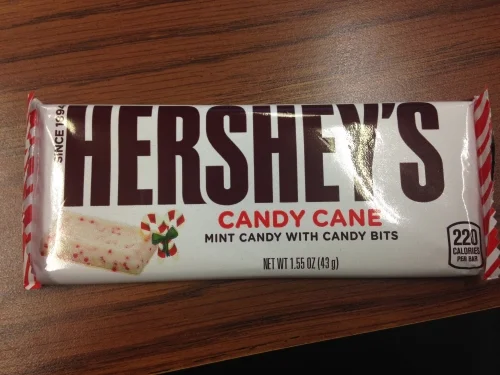 SINCE 1894
HERSHEY'S
CANDY CANE
MINT CANDY WITH CANDY BITS
NET WT 1.55 OZ (43 g)
220
CALORIES
PER BAR